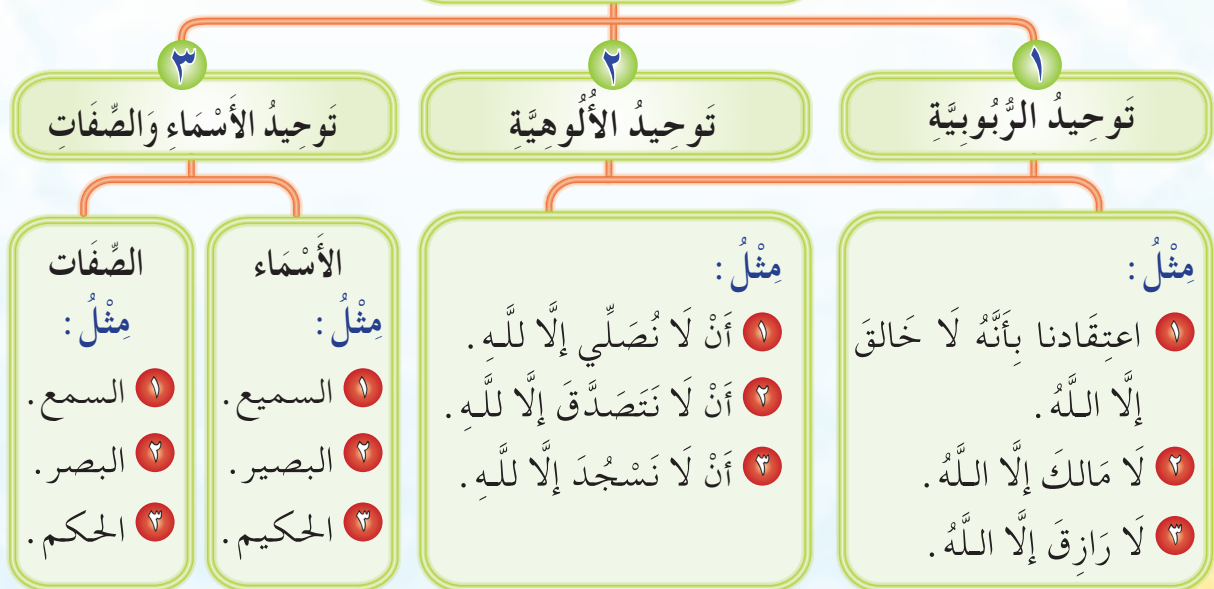 ١
تَوحِيدُ الرُّبُوبِيَّةِ
مِثْلُ:
١ اعتِقَادنا بِأَنَّهُ لَا خَالقَ
إِلَّا اللَّهُ.
٢ لَا مَالكَ إِلَّا اللَّهُ.
٣ لَا رَازِقَ إِلَّا اللَّهُ.
٢
تَوحِيدُ الأُلُوهِيَّةِ
مِثْلُ:
١ أَنْ لَا نُصَلِّي إِلَّا للَّهِ.
٢ أَنْ لَا نَتَصَدَّقَ إِلَّا للَّهِ.
٣ أَنْ لَا نَسْجُدَ إِلَّا للَّهِ.
٣
تَوحِيدُ الأَسْمَاءِ وَالصِّفَاتِ
الأَسْمَاء
مِثْلُ:
١ السميع.
٢ البصير.
٣ الحكيم.
الصِّفَات
مِثْلُ:
١ السمع.
٢ البصر.
٣ الحكم.